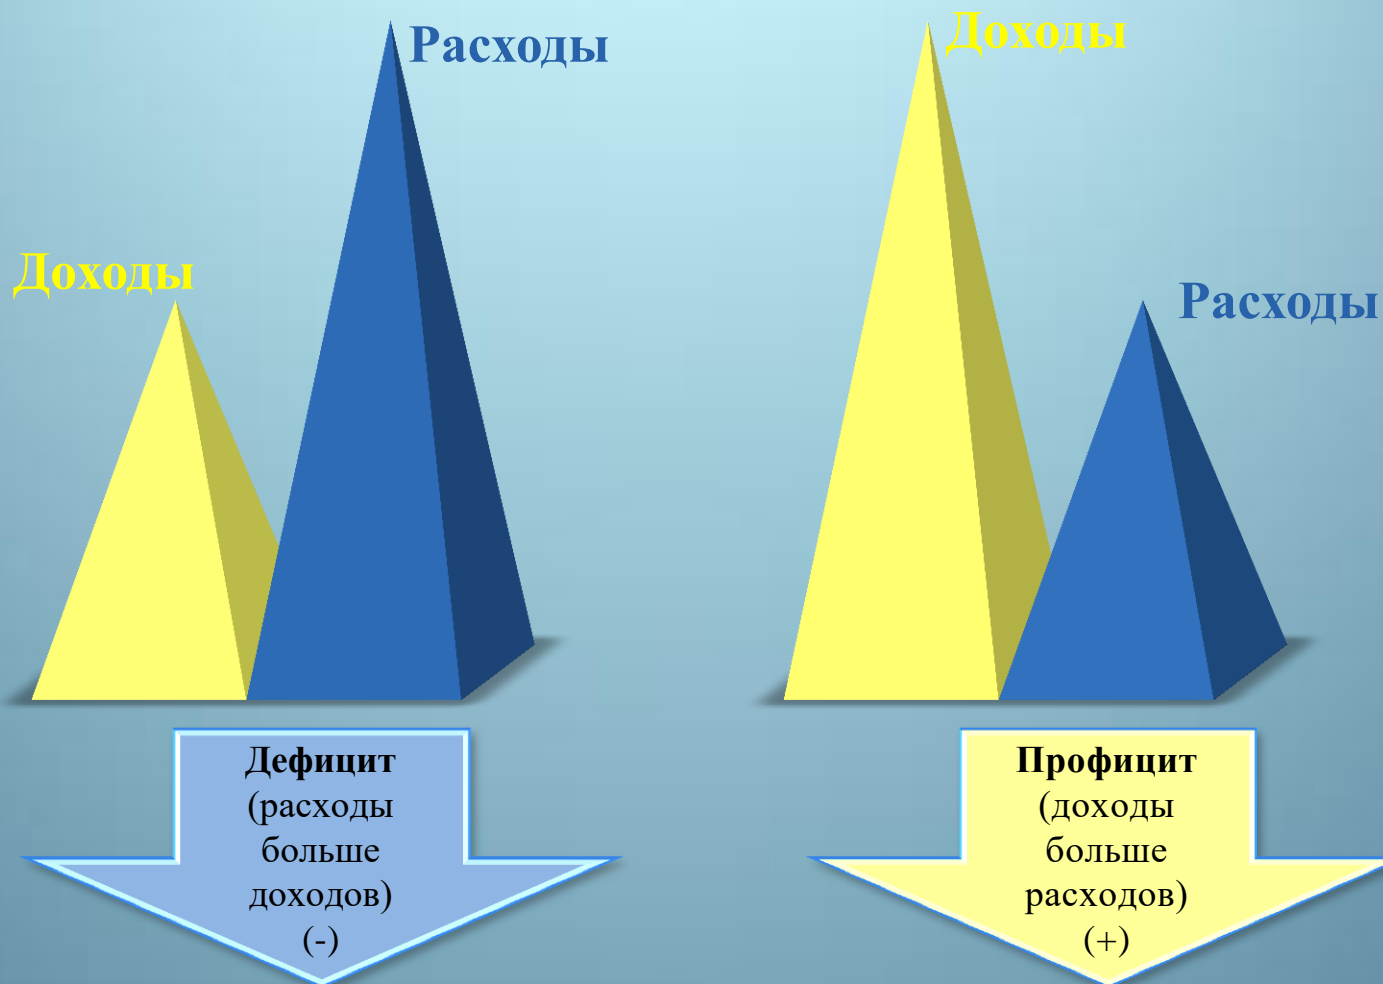 Расходы
Доходы
Дефицит
(расходы
больше
доходов)
(-)
Доходы
Расходы
Профицит
(доходы
больше
расходов)
(+)